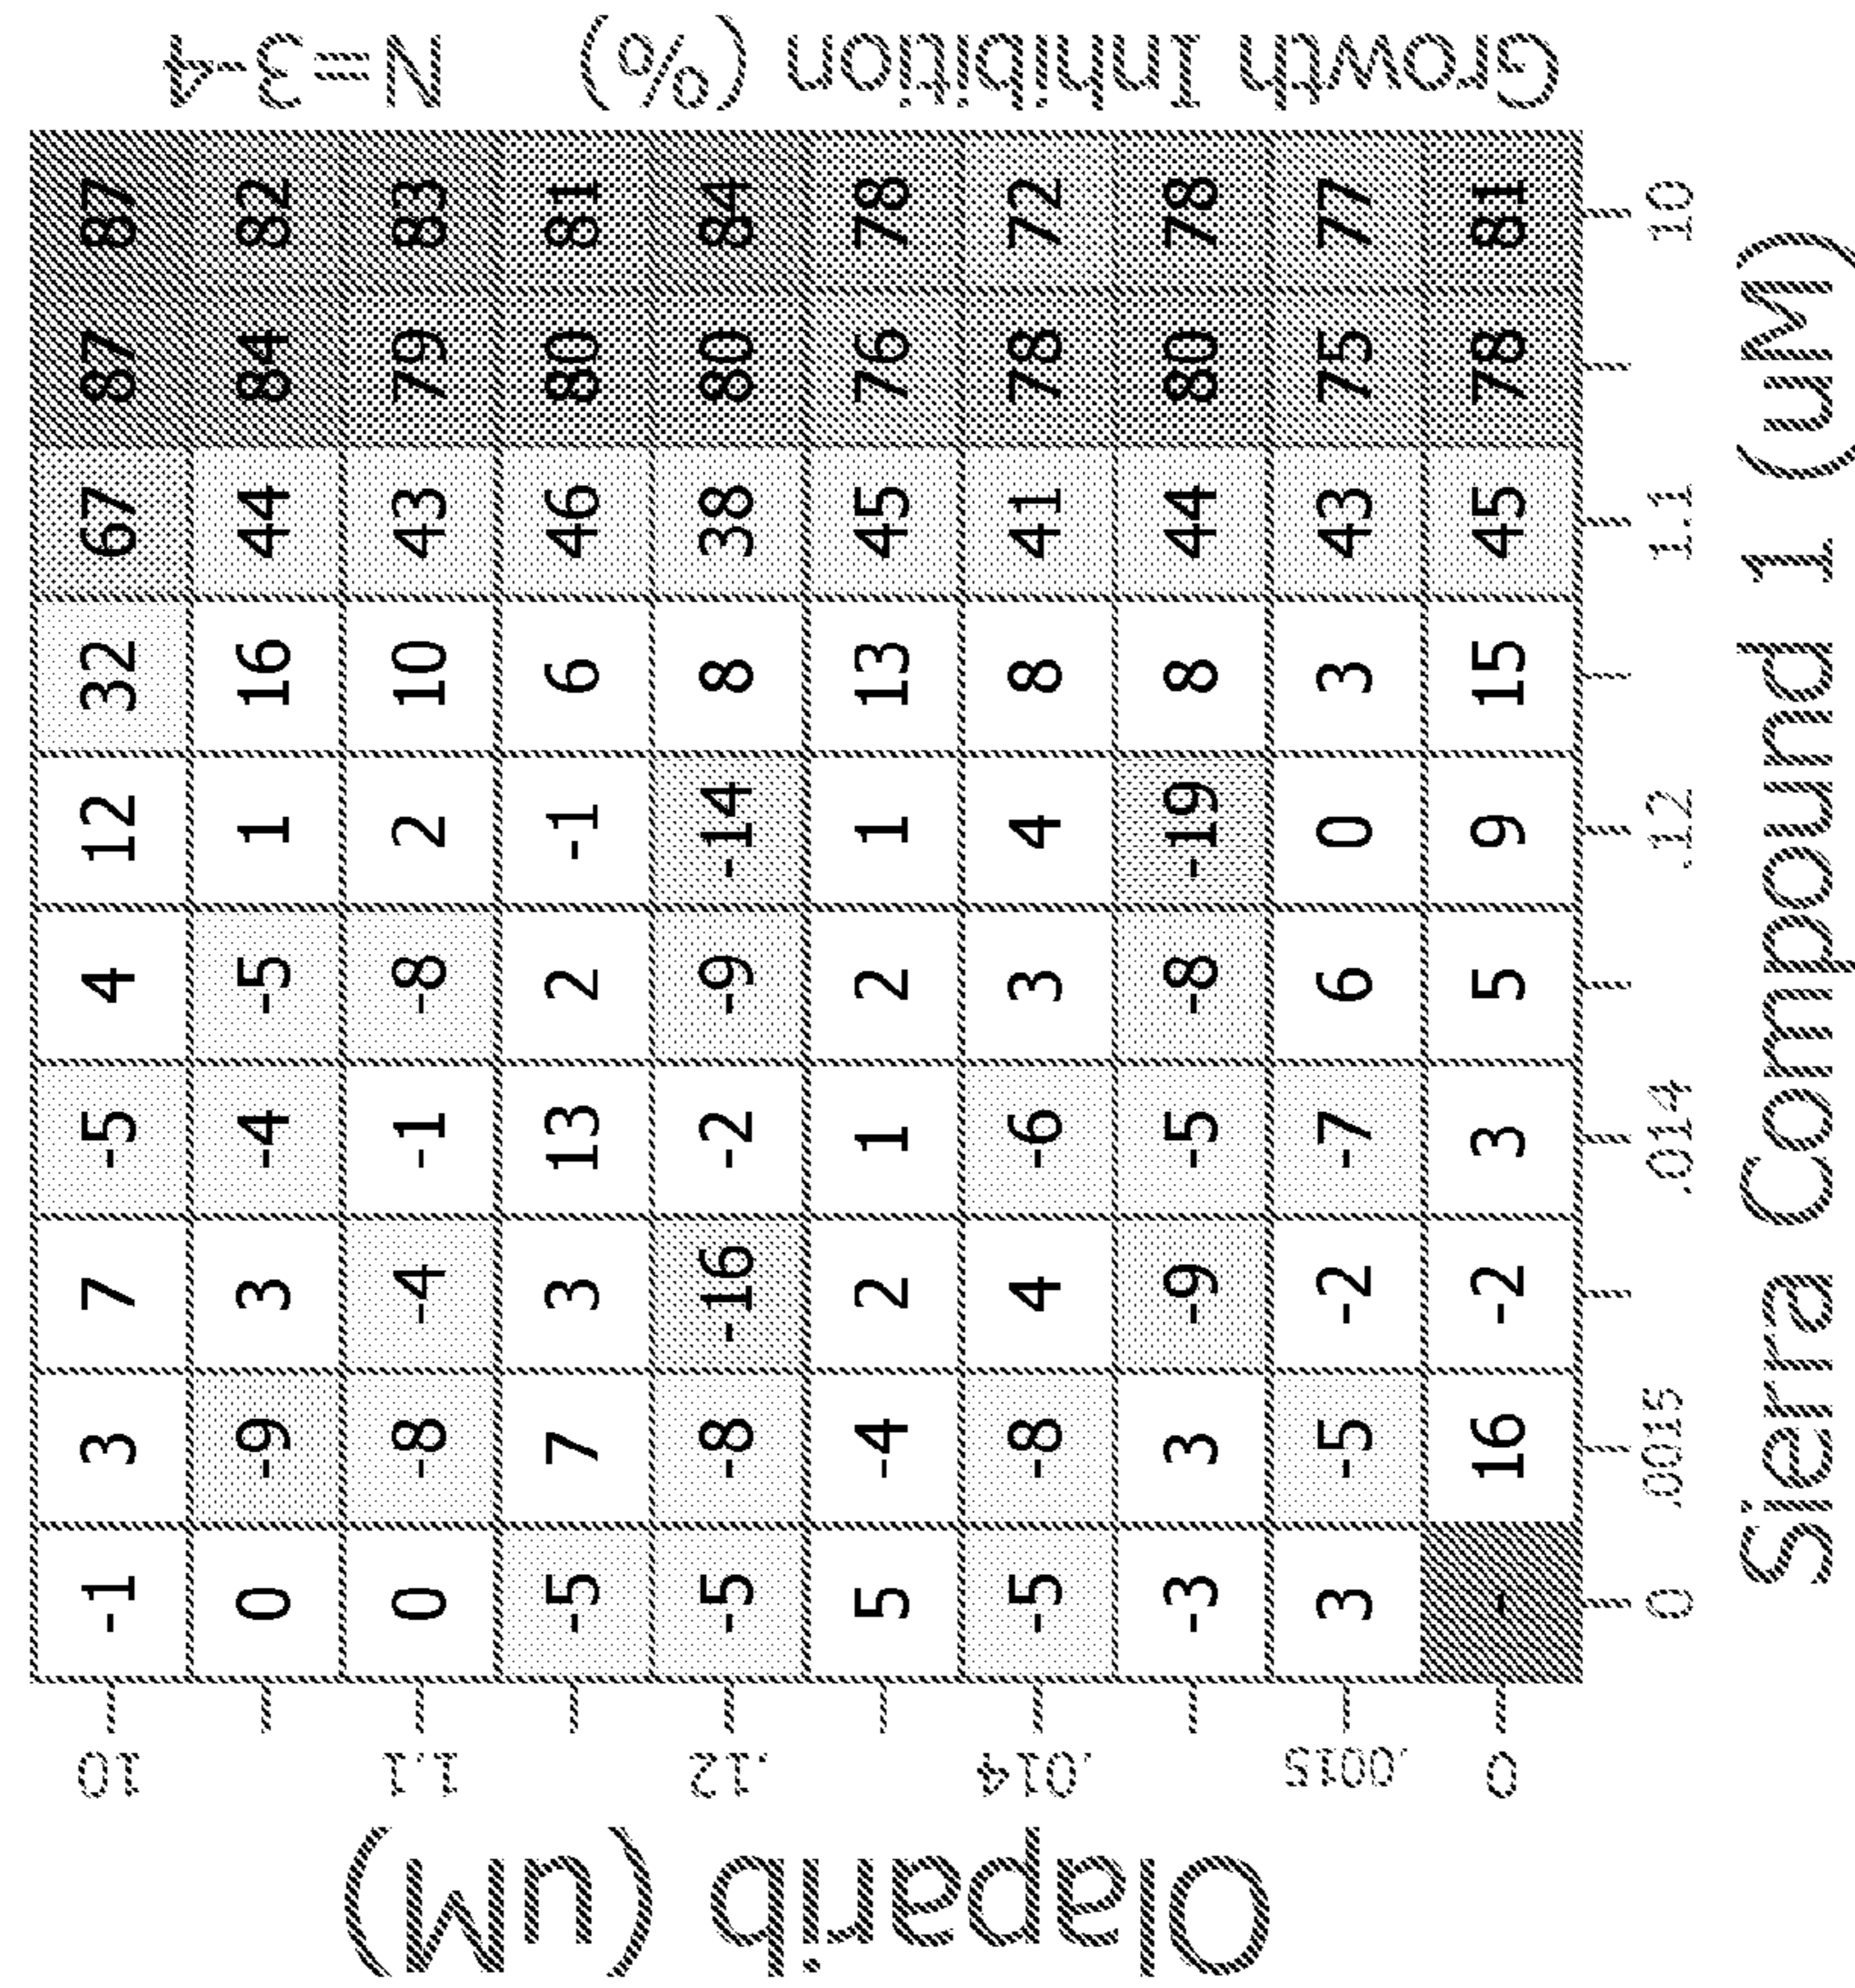 10 -1 3 7 -5 4 12 32 67 87 87
0 -9 3 -4 -5 1 16 44 84 82
1.1 0 -8 -4 -1 -8 2 10 43 79 83
-5 7 3 13 2 -1 6 46 80 81
.12 -5 -8 -16 -2 -9 -14 8 38 80 84
5 -4 2 1 2 1 13 45 76 78
.014 -5 -8 4 -6 3 4 8 41 78 72
-3 3 -9 -5 -8 -19 8 44 80 78
.0015 3 -5 -2 -7 6 0 3 43 75 77
0 - 16 -2 3 5 9 15 45 78 81
0 .0015 .014 .12 1.1 10
Sierra Compound 1 (uM)
Olaparib (uM)
Growth Inhibition (%) N=3-4